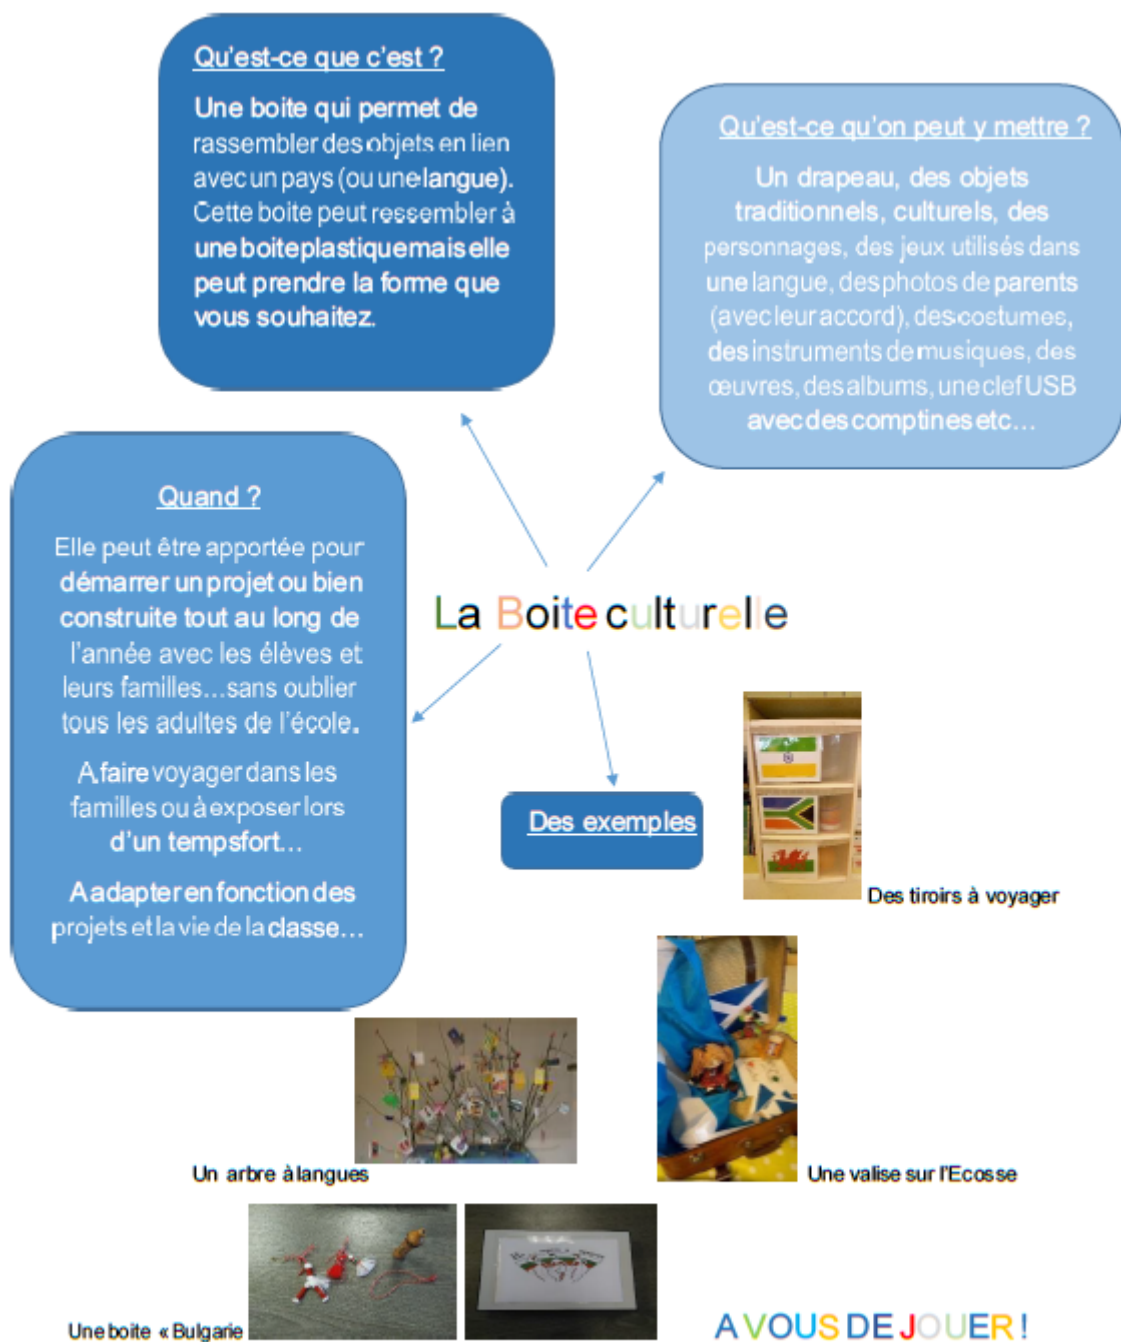 Qu'est-ce que c'est ?
Une boite qui permet de
rassembler des objets en lien
avec un pays (ou une langue).
Cette boite peut ressembler à
une boite plastique mais elle
peut prendre la forme que
vous souhaitez.
Qu'est-ce qu'on peut y mettre ?
Un drapeau, des objets
traditionnels, culturels, des
personnages, des jeux utilisés dans
une langue, des photos de parents
(avec leur accord), des costumes,
des instruments de musiques, des
œuvres, des albums, une clef USB
avec des comptines etc…
Quand ?
Elle peut être apportée pour
démarrer un projet ou bien
construite tout au long de
l'année avec les élèves et
leurs familles…sans oublier
tous les adultes de l'école.
A faire voyager dans les
familles ou à exposer lors
d'un temps fort…
A adapter en fonction des
projets et la vie de la classe…
La Boite culturelle
Des exemples
Des tiroirs à voyager
Un arbre à langues
Une valise sur l'Ecosse
Une boite « Bulgarie
A VOUS DE JOUER !